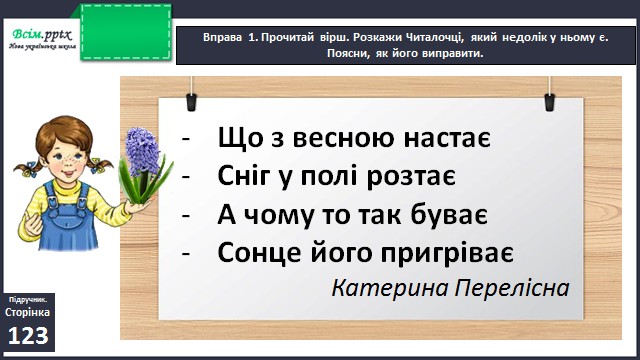 Всім.pptx
Нова українська школа
Вправа 1. Прочитай вірш. Розкажи Читалочці, який недолік у ньому є.
Поясни, як його виправити.
- Що з весною настає
- Сніг у полі розтає
- А чому то так буває
- Сонце його пригріває
Катерина Перелісна
Підручник.
Сторінка
123